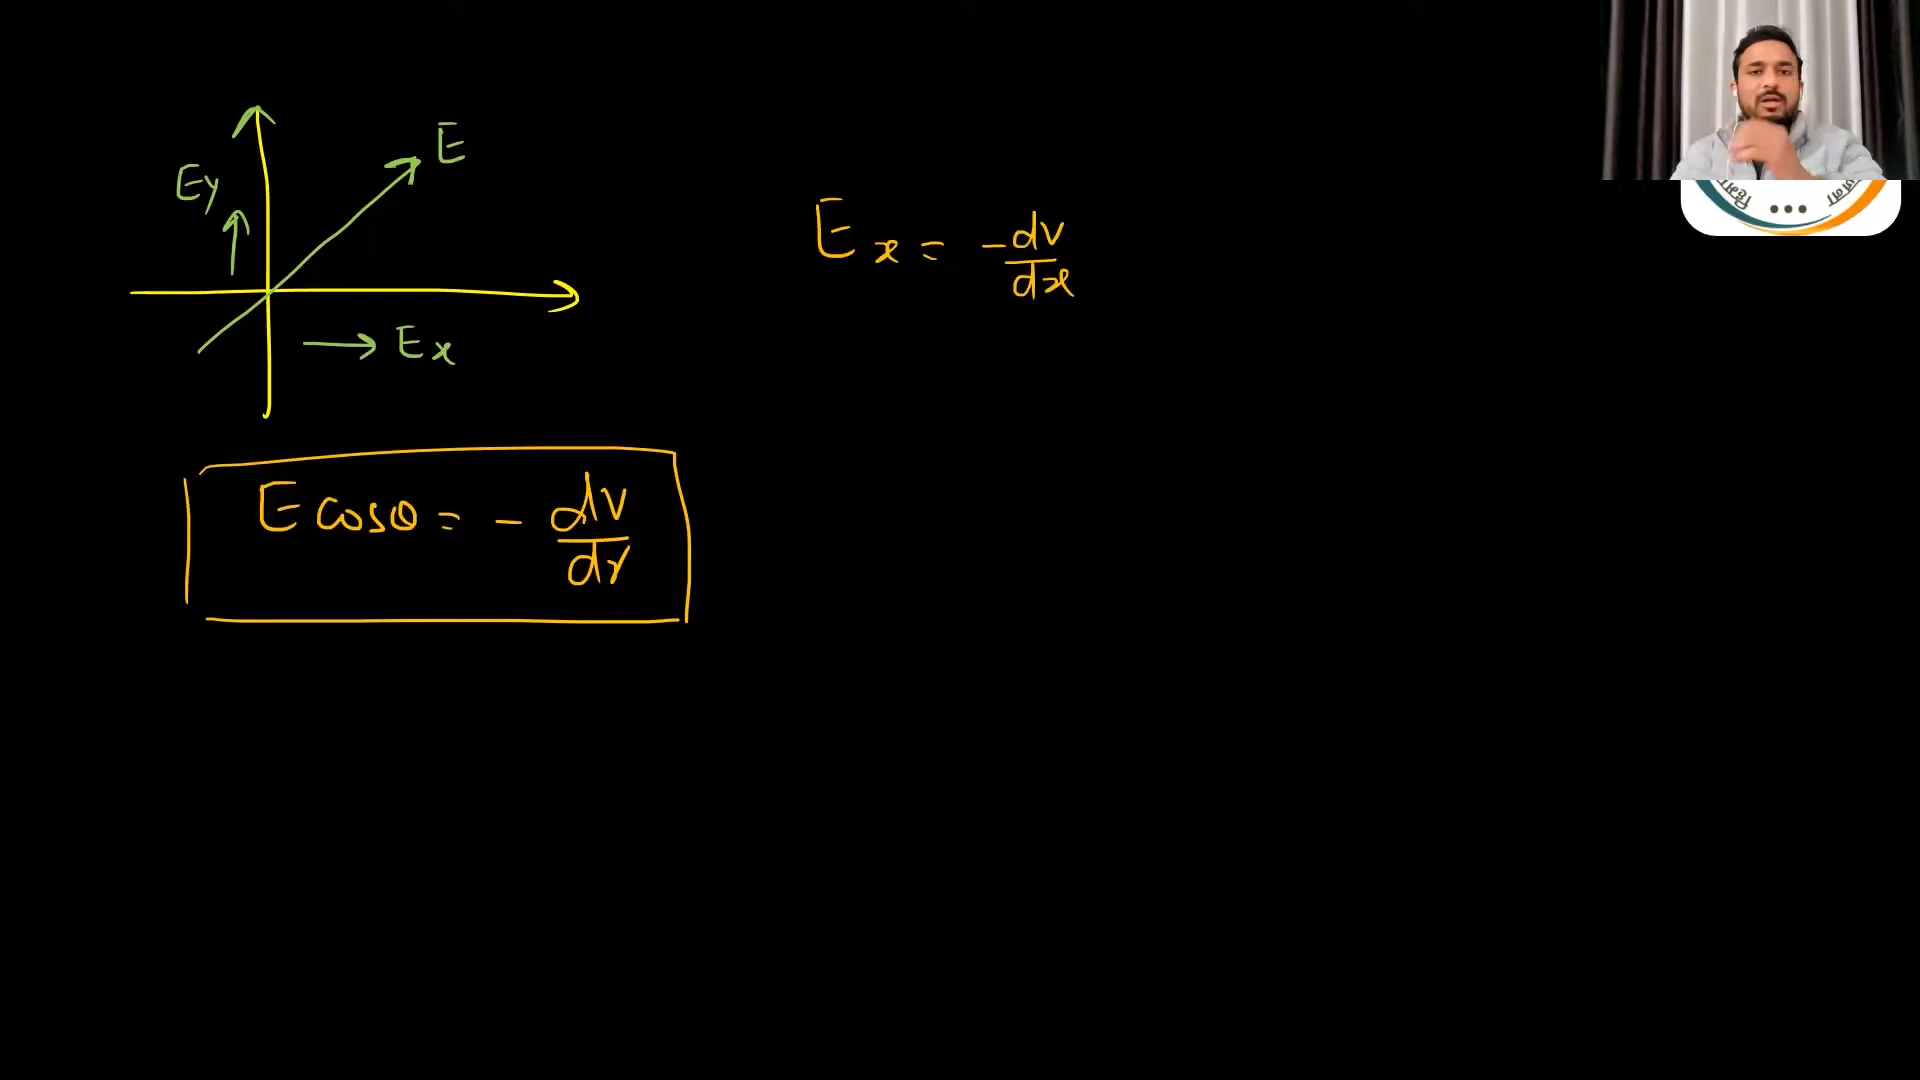 E
Ey
Ex
Ex = -dv/dx
E cosθ = - dv/dr